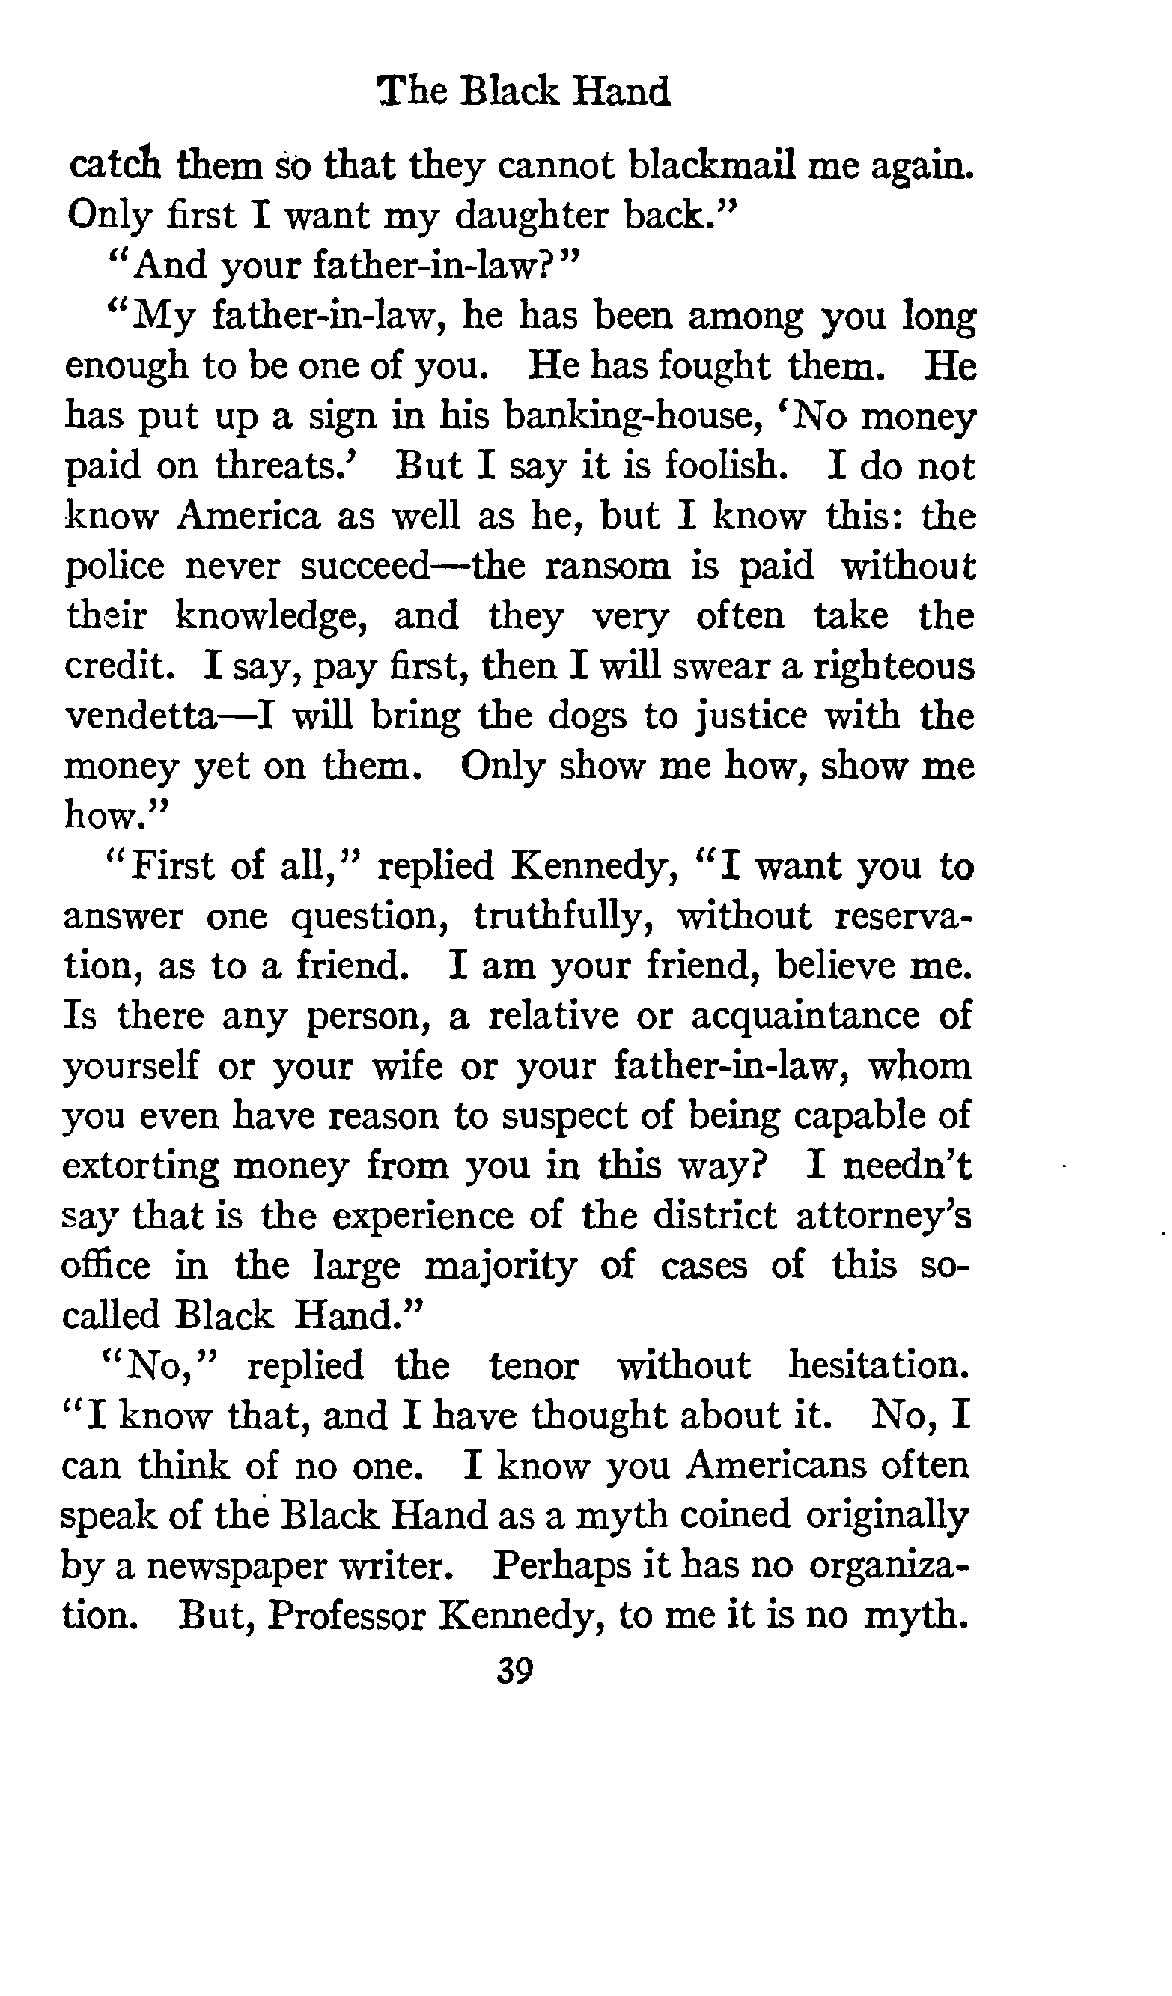 The Black Hand
catch them so that they cannot blackmail me again.
Only first I want my daughter back.”
“And your father-in-law?”
“My father-in-law, he has been among you long
enough to be one of you. He has fought them. He
has put up a sign in his banking-house, ‘No money
paid on threats.’ But I say it is foolish. I do not
know America as well as he, but I know this: the
police never succeed—the ransom is paid without
their knowledge, and they very often take the
credit. I say, pay first, then I will swear a righteous
vendetta—I will bring the dogs to justice with the
money yet on them. Only show me how, show me
how.”
“First of all,” replied Kennedy, “I want you to
answer one question, truthfully, without reserva-
tion, as to a friend. I am your friend, believe me.
Is there any person, a relative or acquaintance of
yourself or your wife or your father-in-law, whom
you even have reason to suspect of being capable of
extorting money from you in this way? I needn’t
say that is the experience of the district attorney’s
office in the large majority of cases of this so-
called Black Hand.”
“No,” replied the tenor without hesitation.
“I know that, and I have thought about it. No, I
can think of no one. I know you Americans often
speak of the Black Hand as a myth coined originally
by a newspaper writer. Perhaps it has no organiza-
tion. But, Professor Kennedy, to me it is no myth.
39